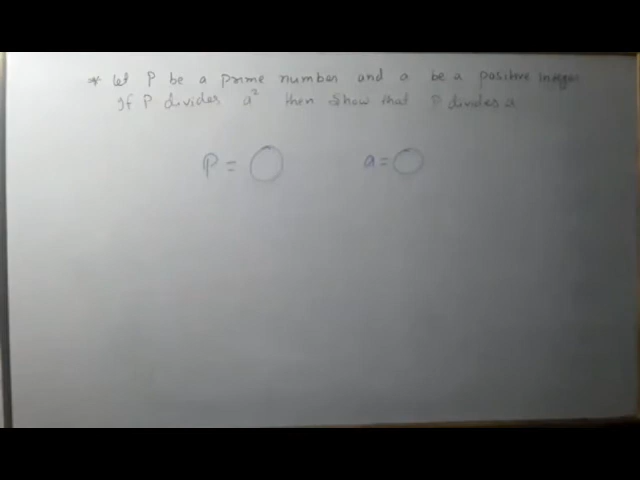 * Let P be a prime number and a be a positive integer
If P divides a² then show that P divides a
P =
a =